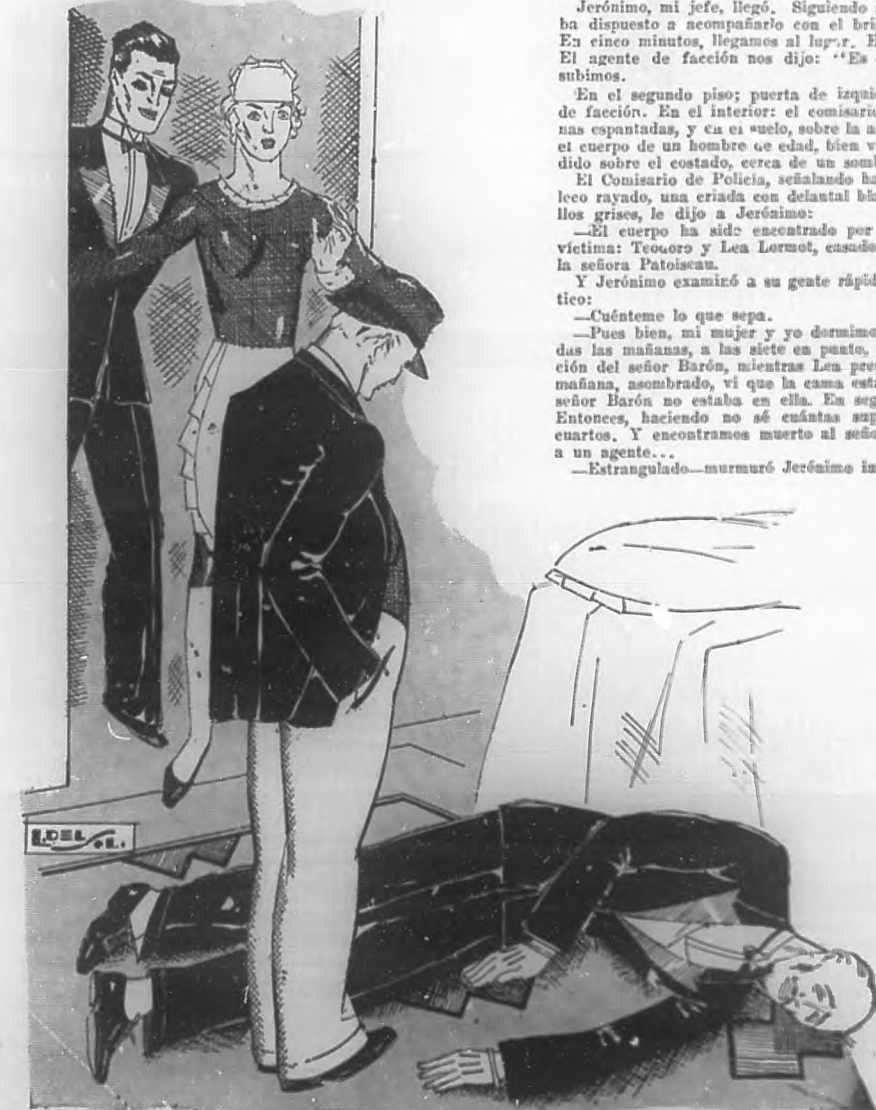 Jerónimo, mi jefe, llegó. Siguiendo
ba dispuesto a acompañarlo con el bri
En cinco minutos, llegamos al lugar. E
El agente de facción nos dijo: “Es
subimos.
En el segundo piso; puerta de izqui
de facción. En el interior: el comisari
nas espantadas, y en el suelo, sobre la a
el cuerpo de un hombre de edad, bien v
dido sobre el costado, cerca de un som
El Comisario de Policía, señalando ha
leco rayado, una criada con delantal bl
llos grises, le dijo a Jerónimo:
—El cuerpo ha sido encontrado por
víctima: Teodoro y Lea Lormot, casado
la señora Patoiseau.
Y Jerónimo examinó a su gente rápid
tico:
—Cuénteme lo que sepa.
—Pues bien, mi mujer y yo dormimo
das las mañanas, a las siete en punto,
ción del señor Barón, mientras Lea pre
mañana, asombrado, vi que la cama est
señor Barón no estaba en ella. En seg
Entonces, haciendo no sé cuántas sup
cuartos. Y encontramos muerto al seño
a un agente...
—Estrangulado—murmuró Jerónimo in
L.DEL SOL.